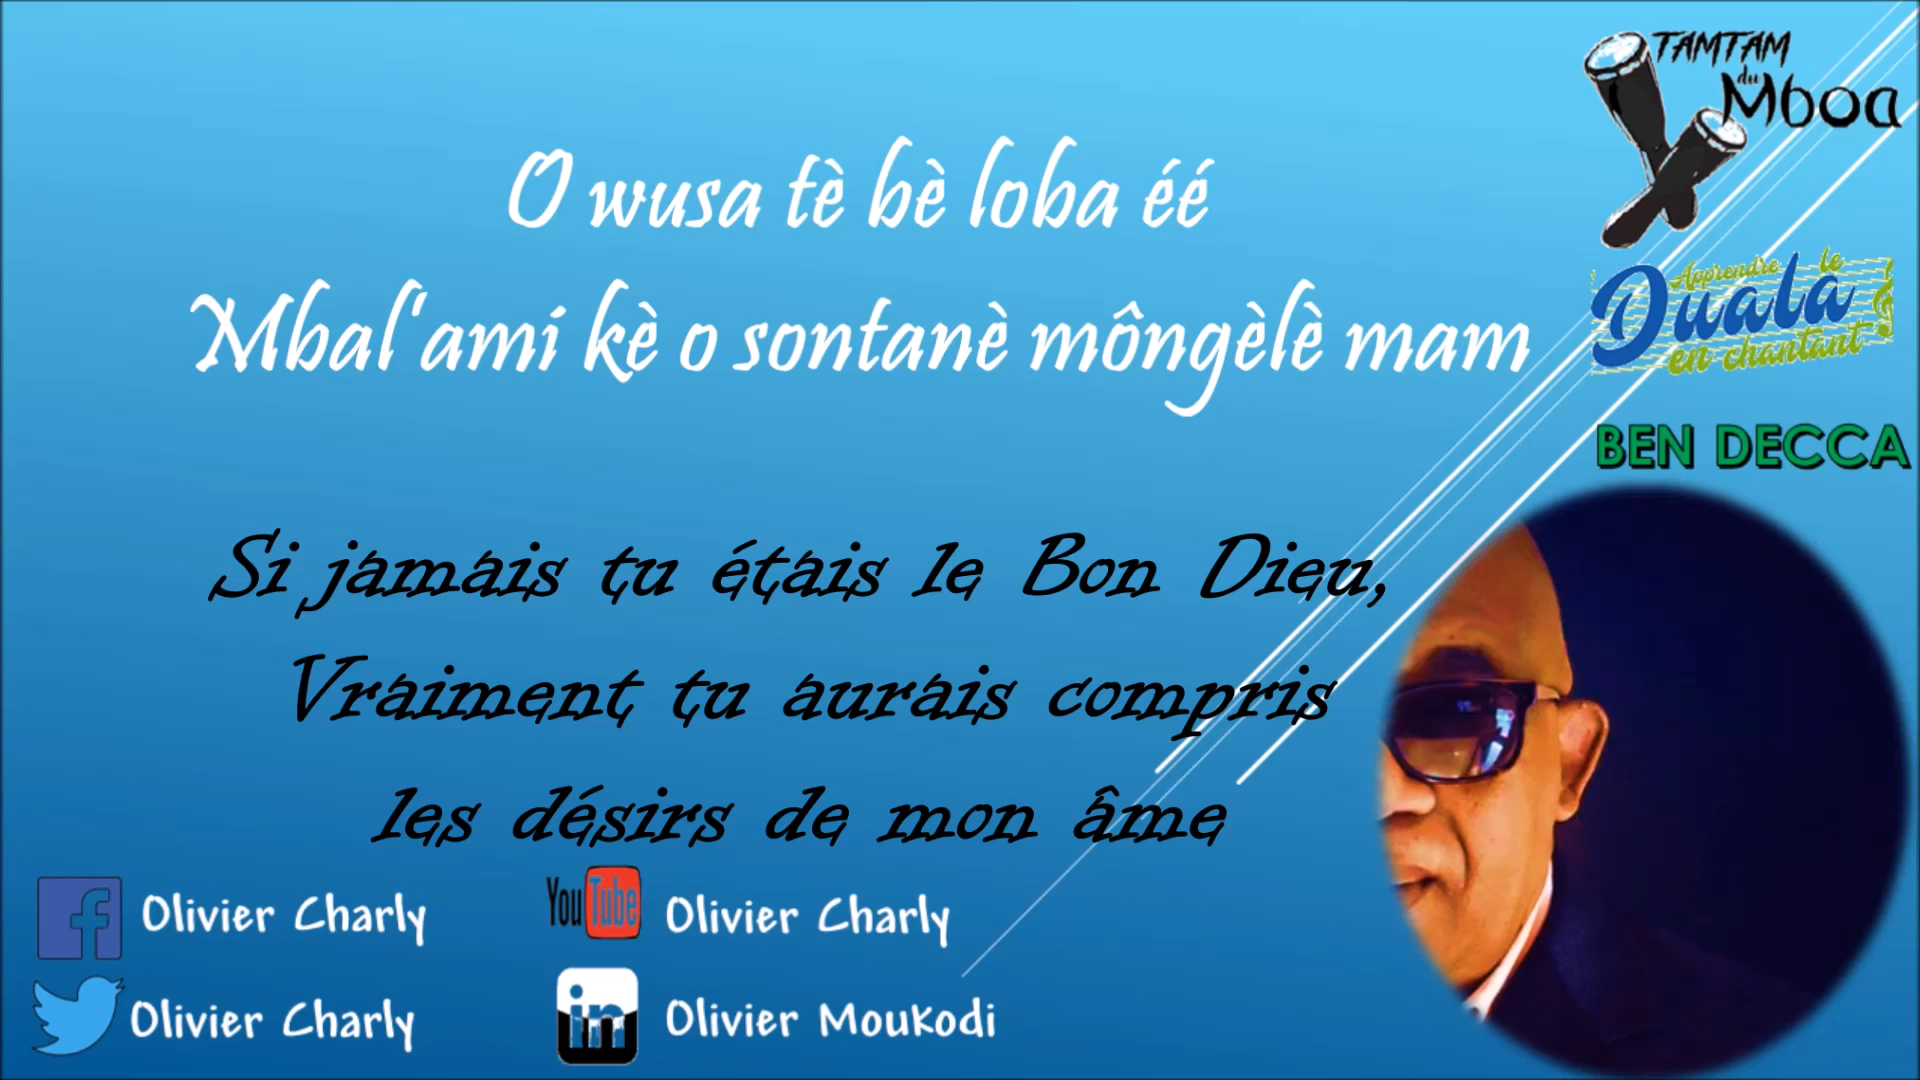 TAMTAM
du
Mboa
O wusa tè bè loba éé
Mbal'ami kè o sontanè môngèlè mam
Apprendre le
Duala
en chantant
BEN DECCA
Si jamais tu étais le Bon Dieu,
Vraiment tu aurais compris
les désirs de mon âme
f Olivier Charly
YouTube Olivier Charly
Olivier Charly
in Olivier Moukodi